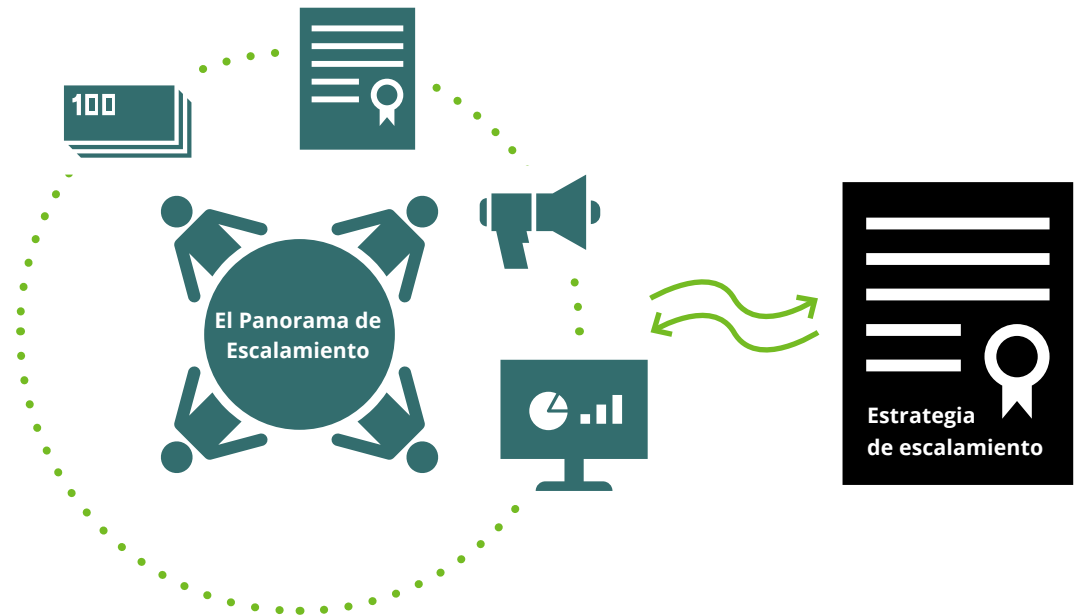 100
El Panorama de
Escalamiento
Estrategia
de escalamiento